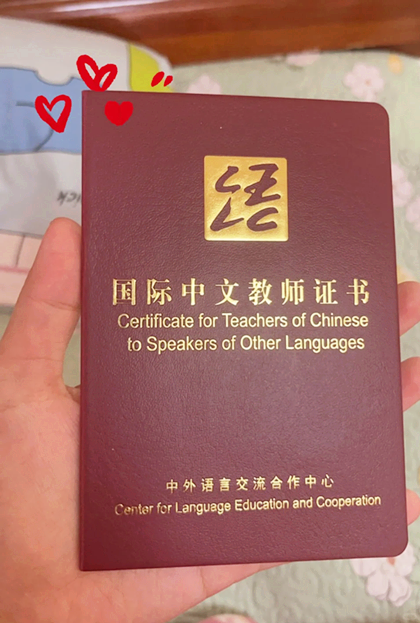 国际中文教师证书
Certificate for Teachers of Chinese
to Speakers of Other Languages
中外语言交流合作中心
Center for Language Education and Cooperation